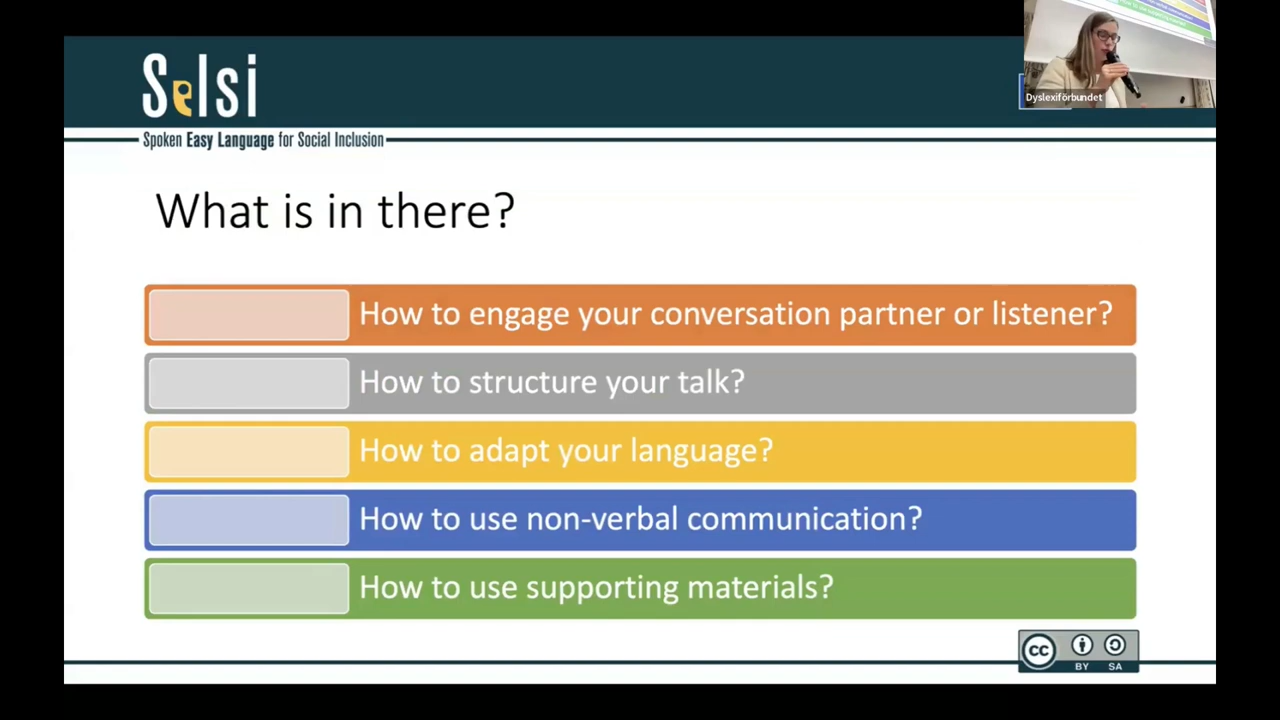 Selsi
Spoken Easy Language for Social Inclusion
Dyslexiförbundet
What is in there?
How to engage your conversation partner or listener?
How to structure your talk?
How to adapt your language?
How to use non-verbal communication?
How to use supporting materials?
CC BY SA